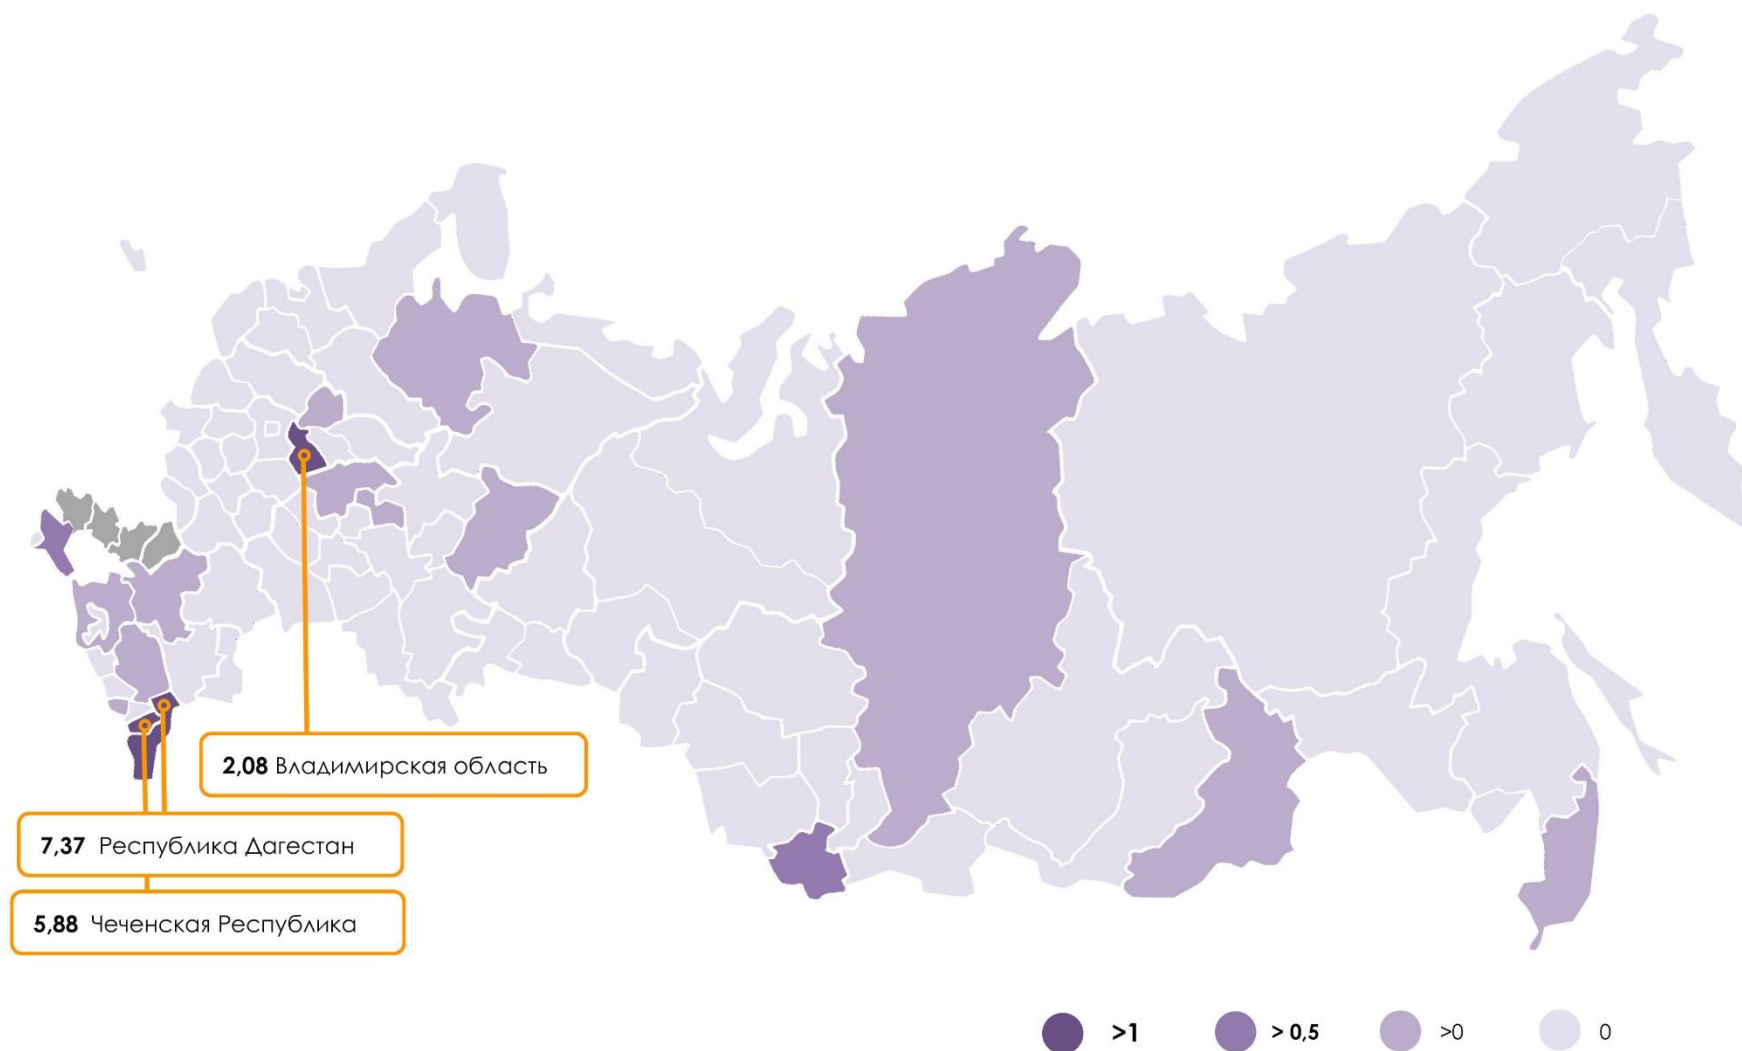 2,08 Владимирская область
7,37 Республика Дагестан
5,88 Чеченская Республика
>1
> 0,5
>0
0